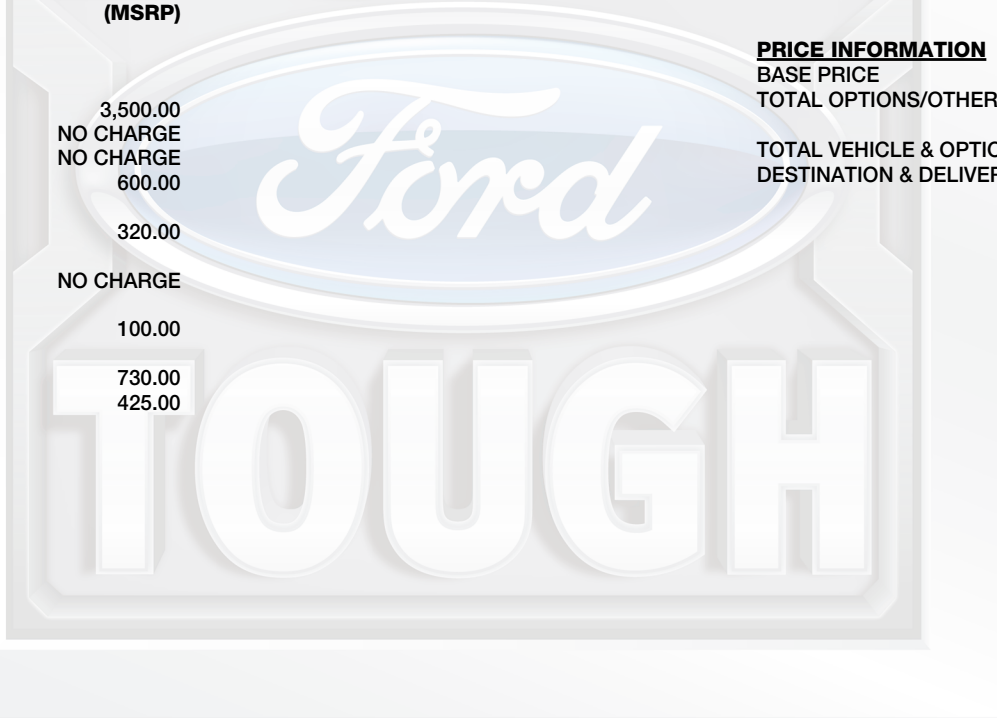 (MSRP)
3,500.00
NO CHARGE
NO CHARGE
600.00
320.00
NO CHARGE
100.00
730.00
425.00
PRICE INFORMATION
BASE PRICE
TOTAL OPTIONS/OTHER
TOTAL VEHICLE & OPTIO
DESTINATION & DELIVER
Ford
TOUGH